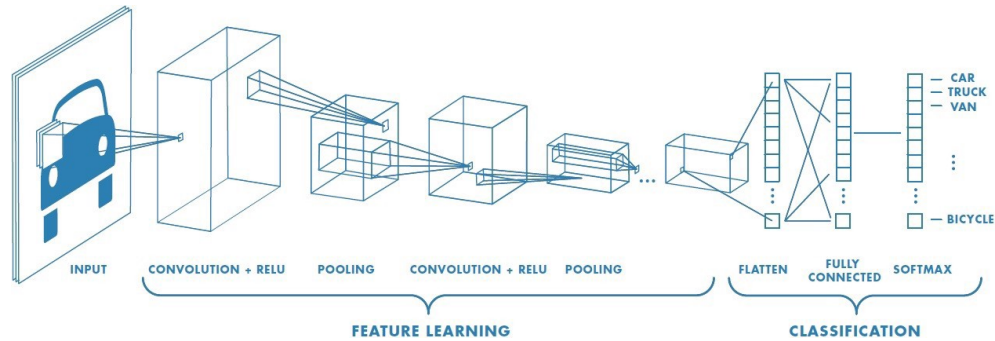 CAR
TRUCK
VAN
BICYCLE
INPUT
CONVOLUTION + RELU
POOLING
CONVOLUTION + RELU
POOLING
FLATTEN
FULLY
CONNECTED
SOFTMAX
FEATURE LEARNING
CLASSIFICATION